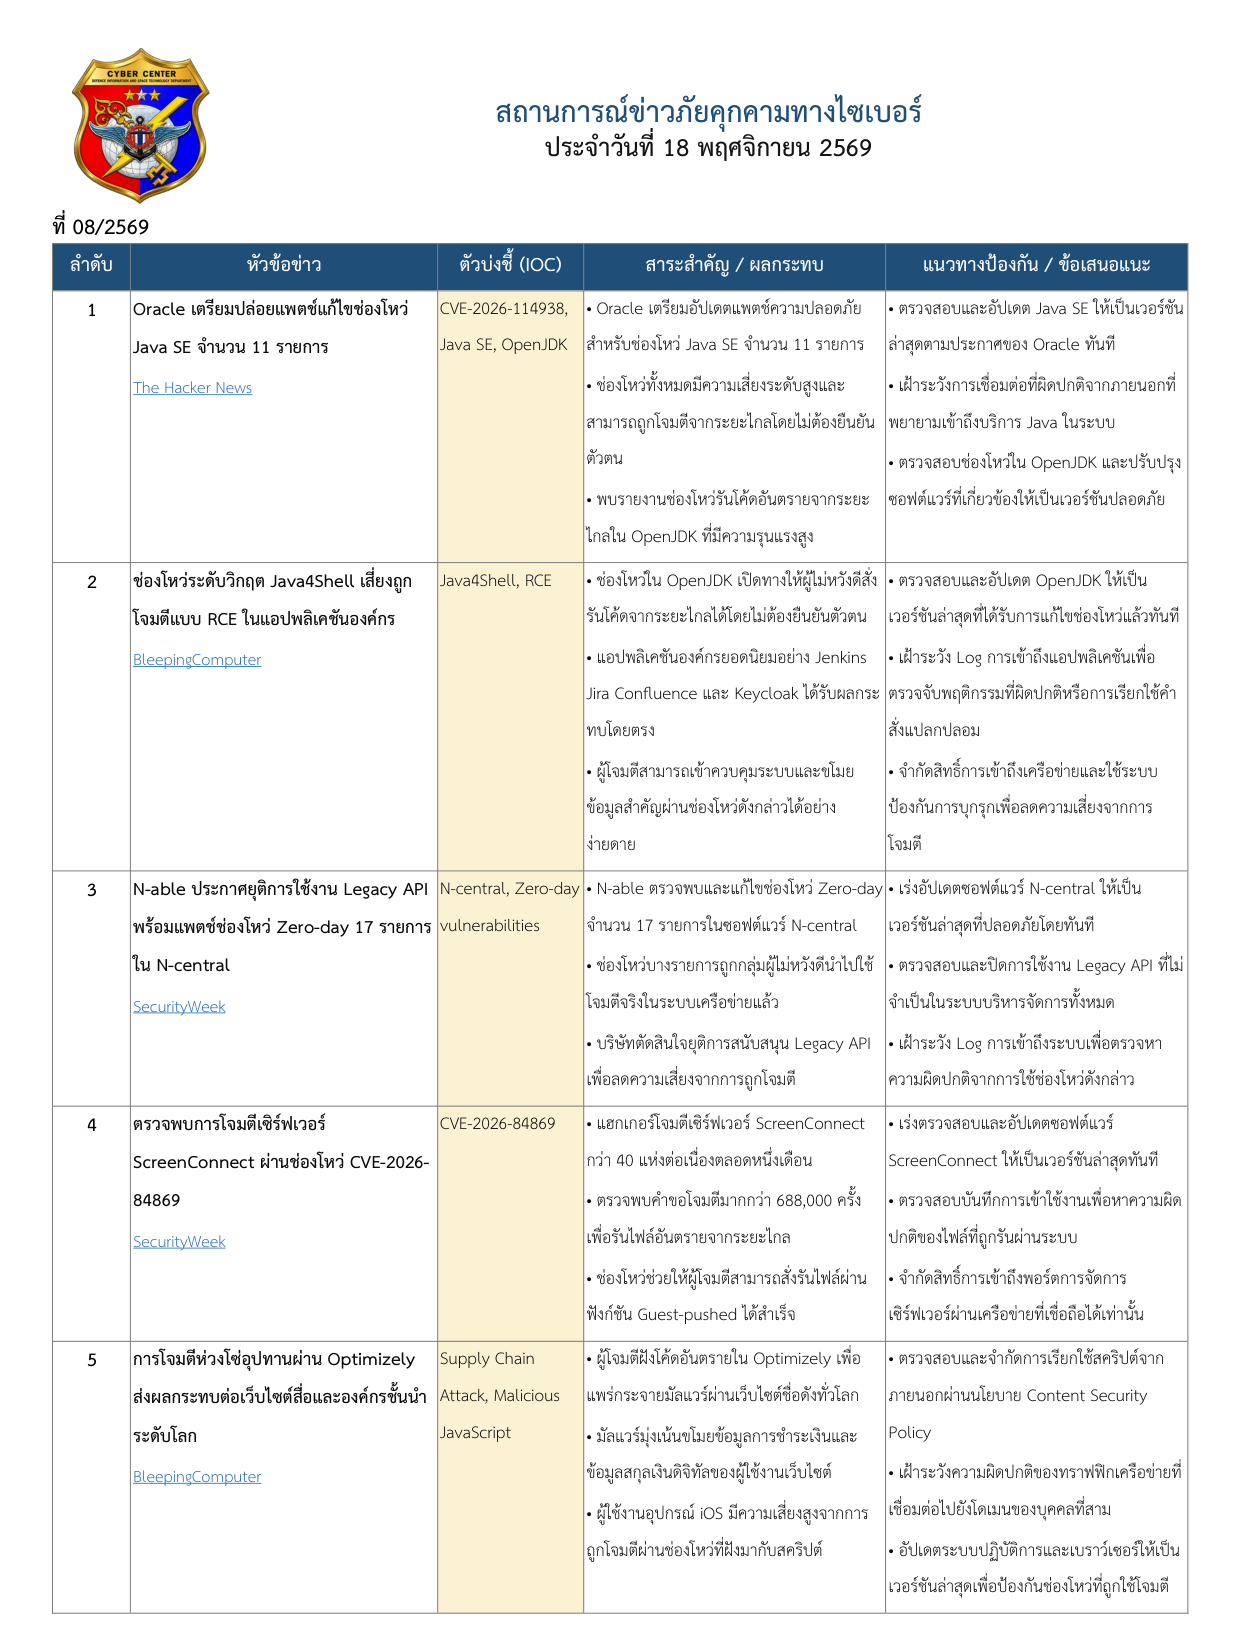 CYBER CENTER
DEFENCE INFORMATION AND SPACE TECHNOLOGY DEPARTMENT
สถานการณ์ข่าวภัยคุกคามทางไซเบอร์
ประจำวันที่ 18 พฤศจิกายน 2569
ที่ 08/2569
ลำดับ
หัวข้อข่าว
ตัวบ่งชี้ (IOC)
สาระสำคัญ / ผลกระทบ
แนวทางป้องกัน / ข้อเสนอแนะ
1
Oracle เตรียมปล่อยแพตช์แก้ไขช่องโหว่
Java SE จำนวน 11 รายการ
The Hacker News
CVE-2026-114938,
Java SE, OpenJDK
• Oracle เตรียมอัปเดตแพตช์ความปลอดภัย
สำหรับช่องโหว่ Java SE จำนวน 11 รายการ
• ช่องโหว่ทั้งหมดมีความเสี่ยงระดับสูงและ
สามารถถูกโจมตีจากระยะไกลโดยไม่ต้องยืนยัน
ตัวตน
• พบรายงานช่องโหว่รันโค้ดอันตรายจากระยะ
ไกลใน OpenJDK ที่มีความรุนแรงสูง
• ตรวจสอบและอัปเดต Java SE ให้เป็นเวอร์ชัน
ล่าสุดตามประกาศของ Oracle ทันที
• เฝ้าระวังการเชื่อมต่อที่ผิดปกติจากภายนอกที่
พยายามเข้าถึงบริการ Java ในระบบ
• ตรวจสอบช่องโหว่ใน OpenJDK และปรับปรุง
ซอฟต์แวร์ที่เกี่ยวข้องให้เป็นเวอร์ชันปลอดภัย
2
ช่องโหว่ระดับวิกฤต Java4Shell เสี่ยงถูก
โจมตีแบบ RCE ในแอปพลิเคชันองค์กร
BleepingComputer
Java4Shell, RCE
• ช่องโหว่ใน OpenJDK เปิดทางให้ผู้ไม่หวังดีสั่ง
รันโค้ดจากระยะไกลได้โดยไม่ต้องยืนยันตัวตน
• แอปพลิเคชันองค์กรยอดนิยมอย่าง Jenkins
Jira Confluence และ Keycloak ได้รับผลกระ
ทบโดยตรง
• ผู้โจมตีสามารถเข้าควบคุมระบบและขโมย
ข้อมูลสำคัญผ่านช่องโหว่ดังกล่าวได้อย่าง
ง่ายดาย
• ตรวจสอบและอัปเดต OpenJDK ให้เป็น
เวอร์ชันล่าสุดที่ได้รับการแก้ไขช่องโหว่แล้วทันที
• เฝ้าระวัง Log การเข้าถึงแอปพลิเคชันเพื่อ
ตรวจจับพฤติกรรมที่ผิดปกติหรือการเรียกใช้คำ
สั่งแปลกปลอม
• จำกัดสิทธิ์การเข้าถึงเครือข่ายและใช้ระบบ
ป้องกันการบุกรุกเพื่อลดความเสี่ยงจากการ
โจมตี
3
N-able ประกาศยุติการใช้งาน Legacy API
พร้อมแพตช์ช่องโหว่ Zero-day 17 รายการ
ใน N-central
SecurityWeek
N-central, Zero-day
vulnerabilities
• N-able ตรวจพบและแก้ไขช่องโหว่ Zero-day
จำนวน 17 รายการในซอฟต์แวร์ N-central
• ช่องโหว่บางรายการถูกกลุ่มผู้ไม่หวังดีนำไปใช้
โจมตีจริงในระบบเครือข่ายแล้ว
• บริษัทตัดสินใจยุติการสนับสนุน Legacy API
เพื่อลดความเสี่ยงจากการถูกโจมตี
• เร่งอัปเดตซอฟต์แวร์ N-central ให้เป็น
เวอร์ชันล่าสุดที่ปลอดภัยโดยทันที
• ตรวจสอบและปิดการใช้งาน Legacy API ที่ไม่
จำเป็นในระบบบริหารจัดการทั้งหมด
• เฝ้าระวัง Log การเข้าถึงระบบเพื่อตรวจหา
ความผิดปกติจากการใช้ช่องโหว่ดังกล่าว
4
ตรวจพบการโจมตีเซิร์ฟเวอร์
ScreenConnect ผ่านช่องโหว่ CVE-2026-
84869
SecurityWeek
CVE-2026-84869
• แฮกเกอร์โจมตีเซิร์ฟเวอร์ ScreenConnect
กว่า 40 แห่งต่อเนื่องตลอดหนึ่งเดือน
• ตรวจพบคำขอโจมตีมากกว่า 688,000 ครั้ง
เพื่อรันไฟล์อันตรายจากระยะไกล
• ช่องโหว่ช่วยให้ผู้โจมตีสามารถสั่งรันไฟล์ผ่าน
ฟังก์ชัน Guest-pushed ได้สำเร็จ
• เร่งตรวจสอบและอัปเดตซอฟต์แวร์
ScreenConnect ให้เป็นเวอร์ชันล่าสุดทันที
• ตรวจสอบบันทึกการเข้าใช้งานเพื่อหาความผิด
ปกติของไฟล์ที่ถูกรันผ่านระบบ
• จำกัดสิทธิ์การเข้าถึงพอร์ตการจัดการ
เซิร์ฟเวอร์ผ่านเครือข่ายที่เชื่อถือได้เท่านั้น
5
การโจมตีห่วงโซ่อุปทานผ่าน Optimizely
ส่งผลกระทบต่อเว็บไซต์สื่อและองค์กรชั้นนำ
ระดับโลก
BleepingComputer
Supply Chain
Attack, Malicious
JavaScript
• ผู้โจมตีฝังโค้ดอันตรายใน Optimizely เพื่อ
แพร่กระจายมัลแวร์ผ่านเว็บไซต์ชื่อดังทั่วโลก
• มัลแวร์มุ่งเน้นขโมยข้อมูลการชำระเงินและ
ข้อมูลสกุลเงินดิจิทัลของผู้ใช้งานเว็บไซต์
• ผู้ใช้งานอุปกรณ์ iOS มีความเสี่ยงสูงจากการ
ถูกโจมตีผ่านช่องโหว่ที่ฝังมากับสคริปต์
• ตรวจสอบและจำกัดการเรียกใช้สคริปต์จาก
ภายนอกผ่านนโยบาย Content Security
Policy
• เฝ้าระวังความผิดปกติของทราฟฟิกเครือข่ายที่
เชื่อมต่อไปยังโดเมนของบุคคลที่สาม
• อัปเดตระบบปฏิบัติการและเบราว์เซอร์ให้เป็น
เวอร์ชันล่าสุดเพื่อป้องกันช่องโหว่ที่ถูกใช้โจมตี